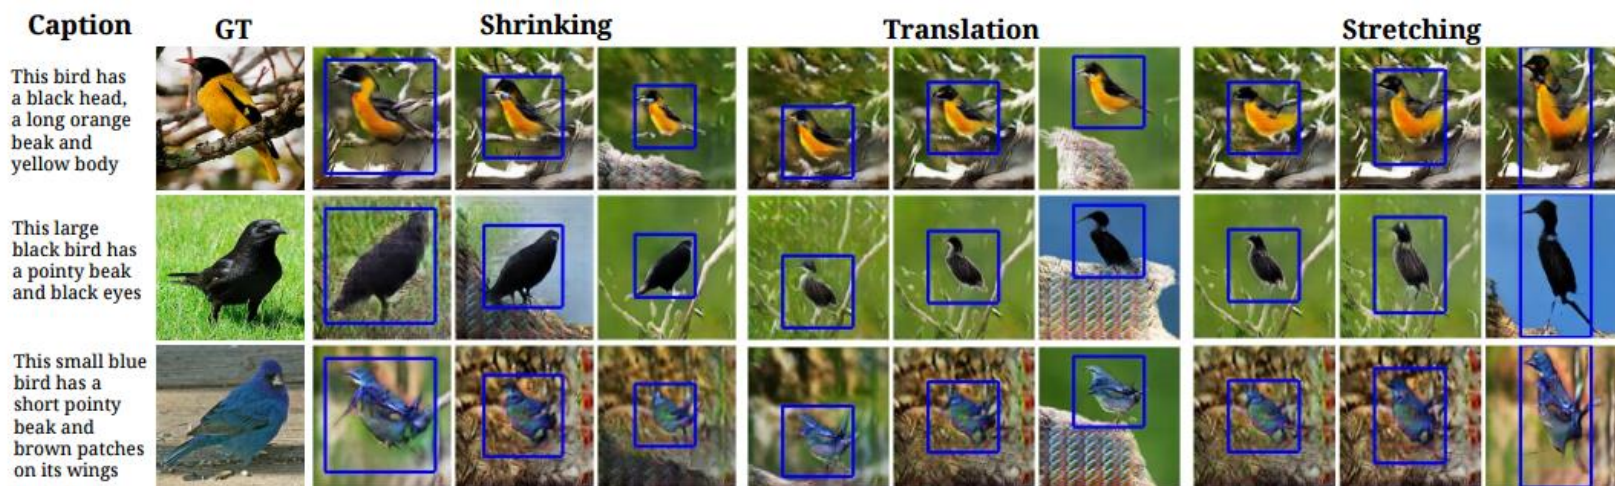 Caption GT Shrinking Translation Stretching
This bird has
a black head,
a long orange
beak and
yellow body
This large
black bird has
a pointy beak
and black eyes
This small blue
bird has a
short pointy
beak and
brown patches
on its wings